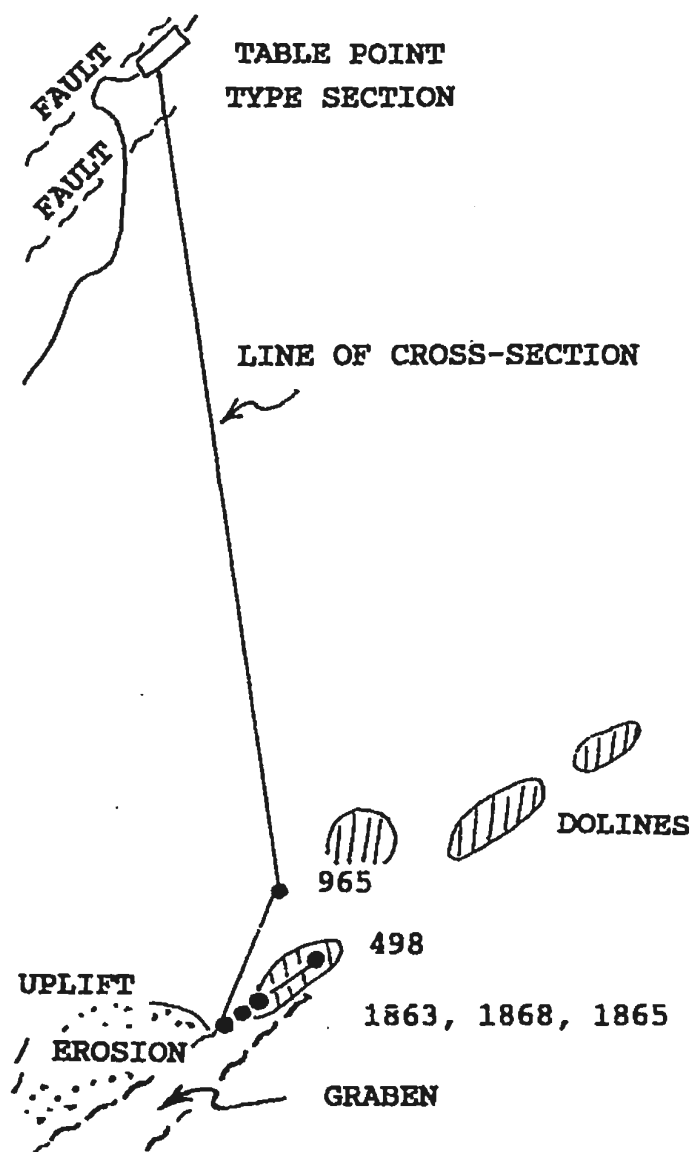 TABLE POINT
TYPE SECTION
FAULT
FAULT
LINE OF CROSS-SECTION
DOLINES
965
498
UPLIFT
1863, 1868, 1865
EROSION
GRABEN